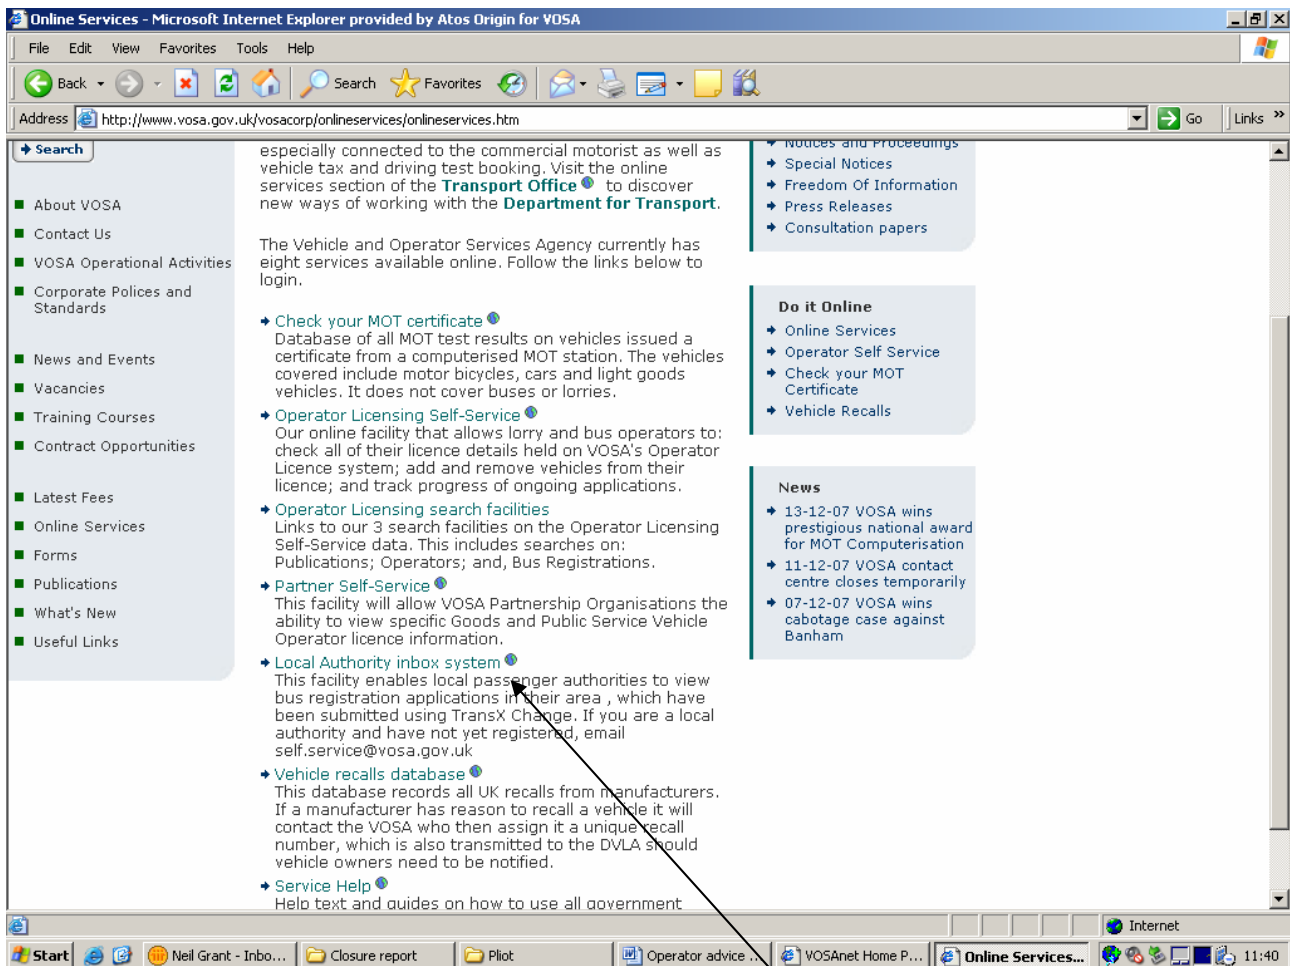 Online Services - Microsoft Internet Explorer provided by Atos Origin for VOSA
File Edit View Favorites Tools Help
Back Search Favorites
Address http://www.vosa.gov.uk/vosacorp/onlineservices/onlineservices.htm Go Links »
Search
About VOSA
Contact Us
VOSA Operational Activities
Corporate Polices and
Standards
News and Events
Vacancies
Training Courses
Contract Opportunities
Latest Fees
Online Services
Forms
Publications
What's New
Useful Links
especially connected to the commercial motorist as well as
vehicle tax and driving test booking. Visit the online
services section of the Transport Office to discover
new ways of working with the Department for Transport.
The Vehicle and Operator Services Agency currently has
eight services available online. Follow the links below to
login.
Check your MOT certificate
Database of all MOT test results on vehicles issued a
certificate from a computerised MOT station. The vehicles
covered include motor bicycles, cars and light goods
vehicles. It does not cover buses or lorries.
Operator Licensing Self-Service
Our online facility that allows lorry and bus operators to:
check all of their licence details held on VOSA's Operator
Licence system; add and remove vehicles from their
licence; and track progress of ongoing applications.
Operator Licensing search facilities
Links to our 3 search facilities on the Operator Licensing
Self-Service data. This includes searches on:
Publications; Operators; and, Bus Registrations.
Partner Self-Service
This facility will allow VOSA Partnership Organisations the
ability to view specific Goods and Public Service Vehicle
Operator licence information.
Local Authority inbox system
This facility enables local passenger authorities to view
bus registration applications in their area , which have
been submitted using TransX Change. If you are a local
authority and have not yet registered, email
self.service@vosa.gov.uk
Vehicle recalls database
This database records all UK recalls from manufacturers.
If a manufacturer has reason to recall a vehicle it will
contact the VOSA who then assign it a unique recall
number, which is also transmitted to the DVLA should
vehicle owners need to be notified.
Service Help
Help text and guides on how to use all government
Notices and Proceedings
Special Notices
Freedom Of Information
Press Releases
Consultation papers
Do it Online
Online Services
Operator Self Service
Check your MOT
Certificate
Vehicle Recalls
News
13-12-07 VOSA wins
prestigious national award
for MOT Computerisation
11-12-07 VOSA contact
centre closes temporarily
07-12-07 VOSA wins
cabotage case against
Banham
Internet
Start Neil Grant - Inbo... Closure report Pliot Operator advice ... VOSAnet Home P... Online Services... 11:40